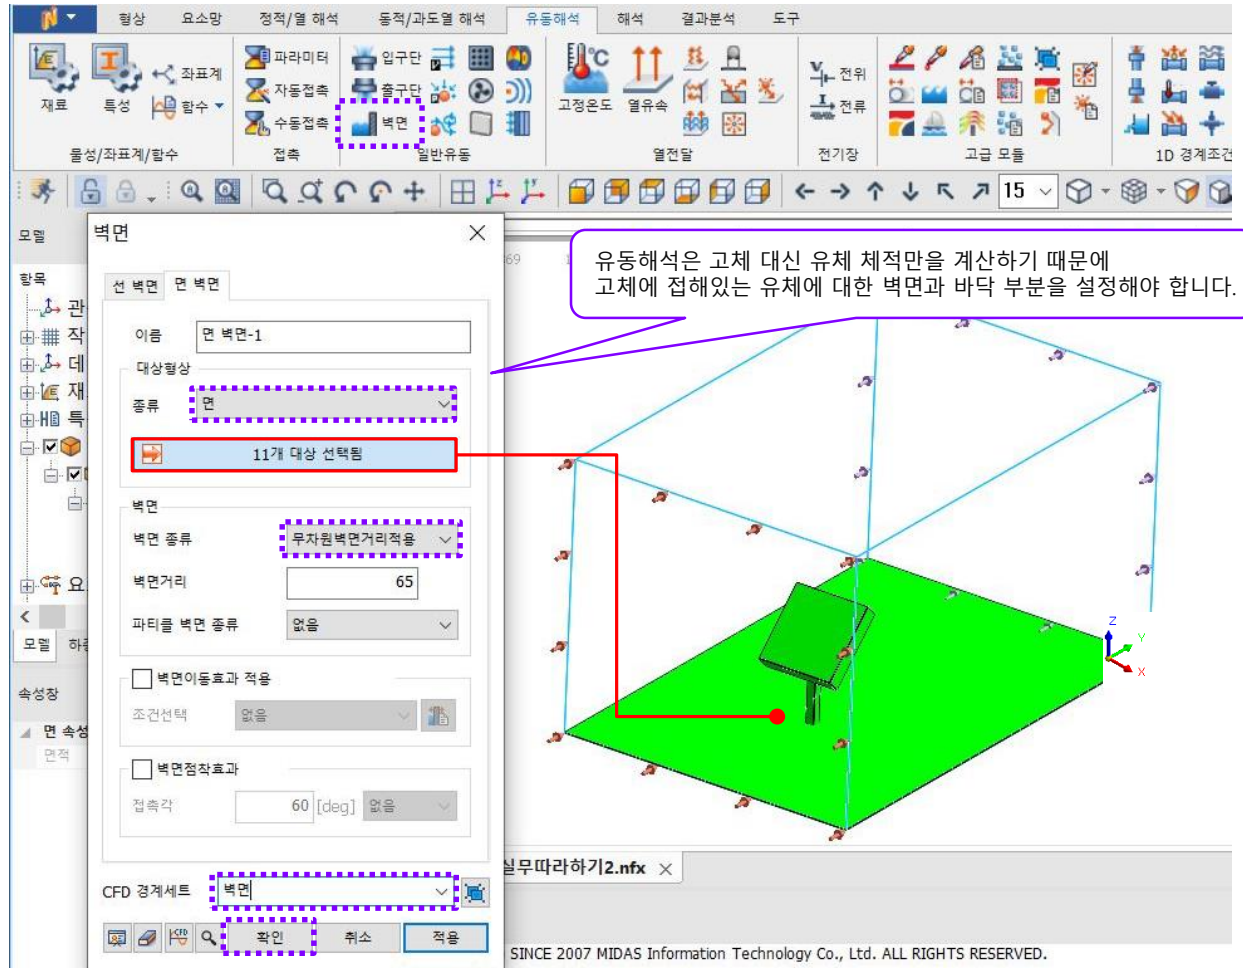 형상 요소망 정적/열 해석 동적/과도열 해석 유동해석 해석 결과분석 도구
재료 특성 좌표계 함수
파라미터 자동접촉 수동접촉
입구단 출구단 벽면
고정온도 열유속
전위 전류
물성/좌표계/함수 접촉 일반유동 열전달 전기장 고급 모듈 1D 경계조건
15
모델
항목
관
작
데
재
특
요
모델 하중
속성창
면 속성
면적
벽면
선 벽면 면 벽면
이름 면 벽면-1
대상형상
종류 면
11개 대상 선택됨
벽면
벽면 종류 무차원벽면거리적용
벽면거리 65
파티클 벽면 종류 없음
벽면이동효과 적용
조건선택 없음
벽면점착효과
접촉각 60 [deg] 없음
CFD 경계세트 벽면
확인 취소 적용
유동해석은 고체 대신 유체 체적만을 계산하기 때문에
고체에 접해있는 유체에 대한 벽면과 바닥 부분을 설정해야 합니다.
Z
Y
X
실무따라하기2.nfx
SINCE 2007 MIDAS Information Technology Co., Ltd. ALL RIGHTS RESERVED.